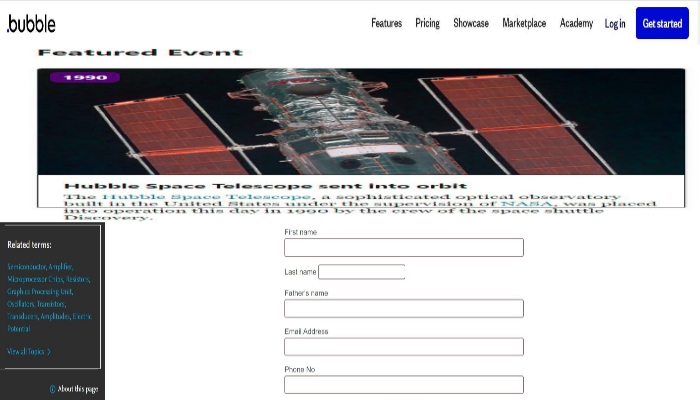 .bubble
Features Pricing Showcase Marketplace Academy Log in Get started
Featured Event
1990
Hubble Space Telescope sent into orbit
The Hubble Space Telescope, a sophisticated optical observatory
built in the United States under the supervision of NASA, was placed
into operation this day in 1990 by the crew of the space shuttle
Discovery.
Related terms:
Semiconductor, Amplifier,
Microprocessor Chips, Resistors,
Graphics Processing Unit,
Oscillators, Transistors,
Transducers, Amplitudes, Electric
Potential
View all Topics >
About this page
First name
Last name
Father's name
Email Address
Phone No